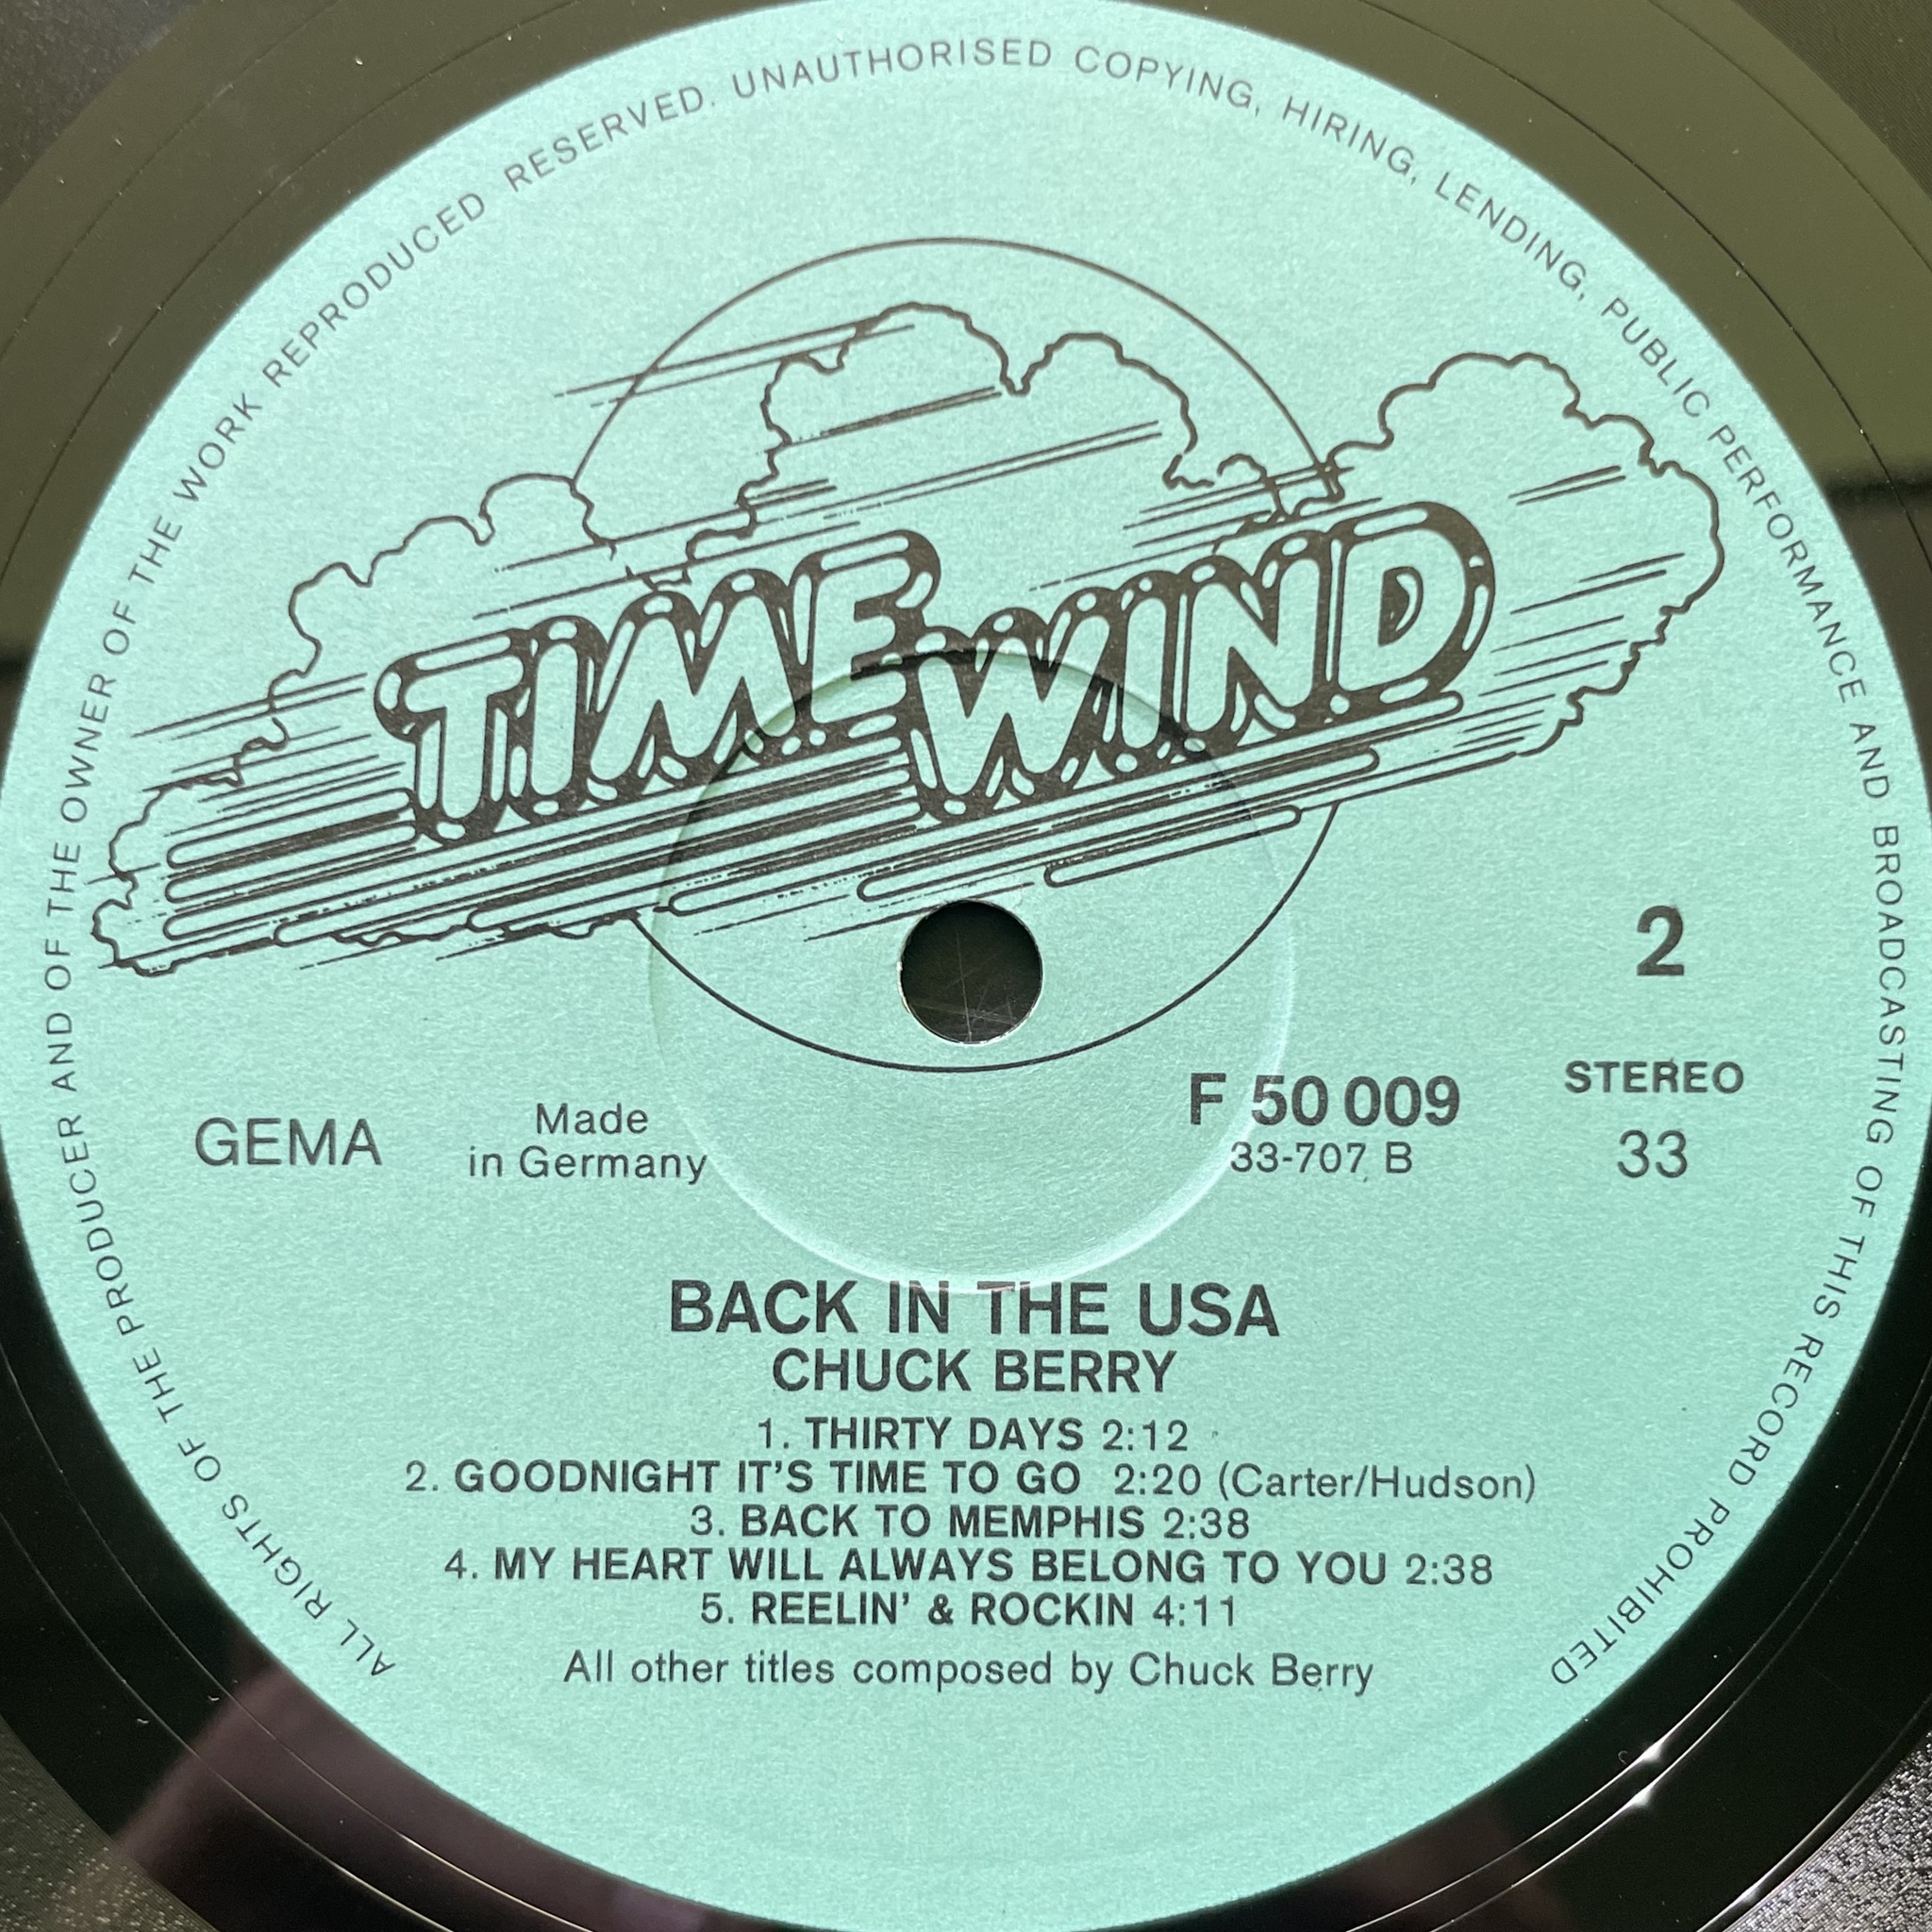 ALL RIGHTS OF THE PRODUCER AND OF THE OWNER OF THE WORK REPRODUCED RESERVED. UNAUTHORISED COPYING, HIRING, LENDING, PUBLIC PERFORMANCE AND BROADCASTING OF THIS RECORD PROHIBITED
TIMEWIND
2
GEMA
Made
in Germany
F 50 009
33-707 B
STEREO
33
BACK IN THE USA
CHUCK BERRY
1. THIRTY DAYS 2:12
2. GOODNIGHT IT'S TIME TO GO 2:20 (Carter/Hudson)
3. BACK TO MEMPHIS 2:38
4. MY HEART WILL ALWAYS BELONG TO YOU 2:38
5. REELIN' & ROCKIN 4:11
All other titles composed by Chuck Berry